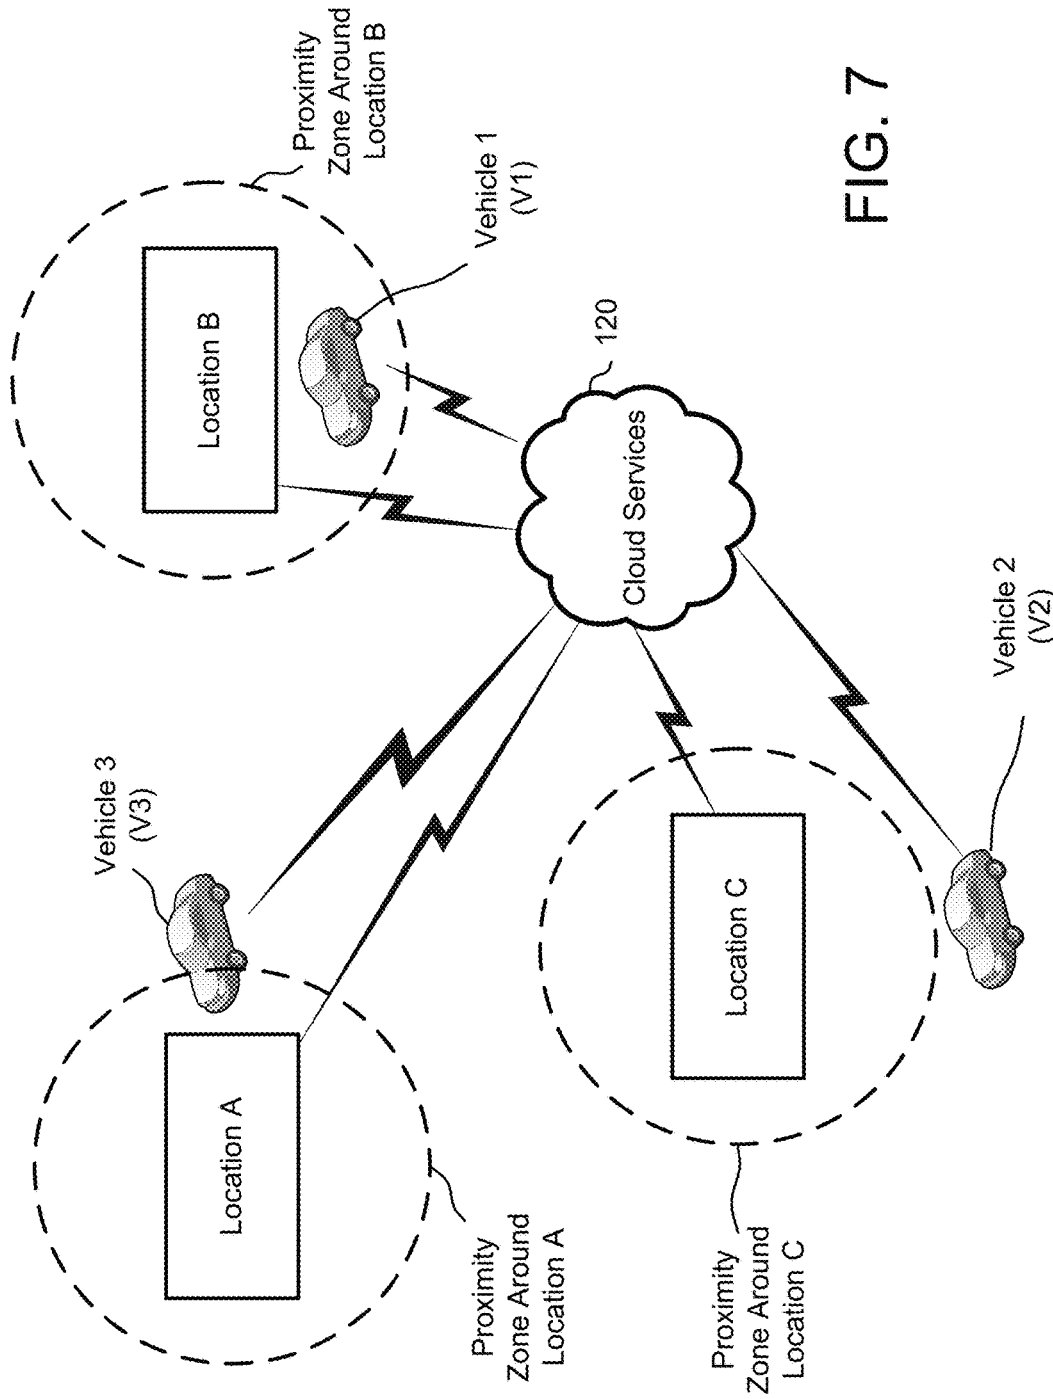 Proximity
Zone Around
Location A
Location A
Vehicle 3
(V3)
Location B
Proximity
Zone Around
Location B
Vehicle 1
(V1)
120
Cloud Services
Proximity
Zone Around
Location C
Location C
Vehicle 2
(V2)
FIG. 7